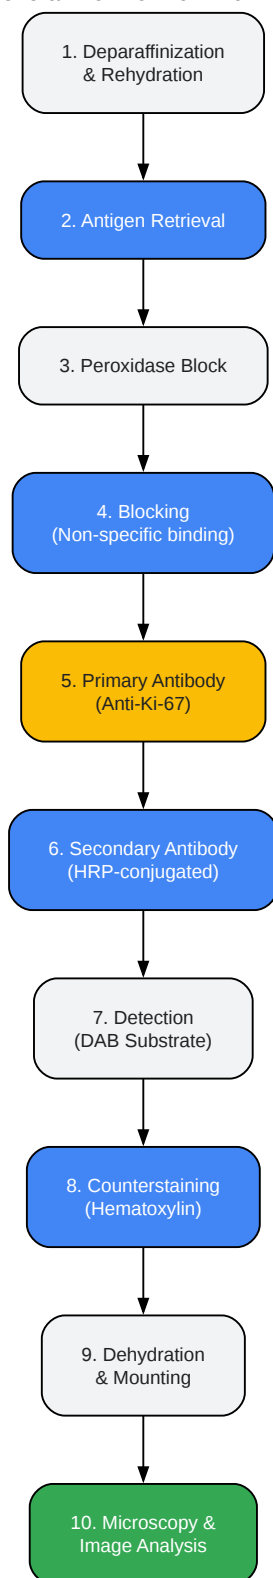 1. Deparaffinization
& Rehydration
2. Antigen Retrieval
3. Peroxidase Block
4. Blocking
(Non-specific binding)
5. Primary Antibody
(Anti-Ki-67)
6. Secondary Antibody
(HRP-conjugated)
7. Detection
(DAB Substrate)
8. Counterstaining
(Hematoxylin)
9. Dehydration
& Mounting
10. Microscopy &
Image Analysis